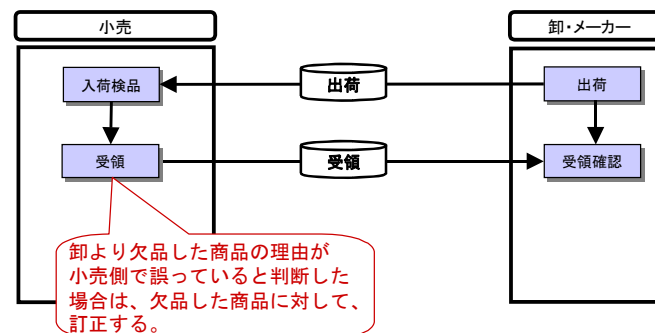 小売
卸・メーカー
入荷検品
出荷
出荷
受領
受領
受領確認
卸より欠品した商品の理由が
小売側で誤っていると判断した
場合は、欠品した商品に対して、
訂正する。